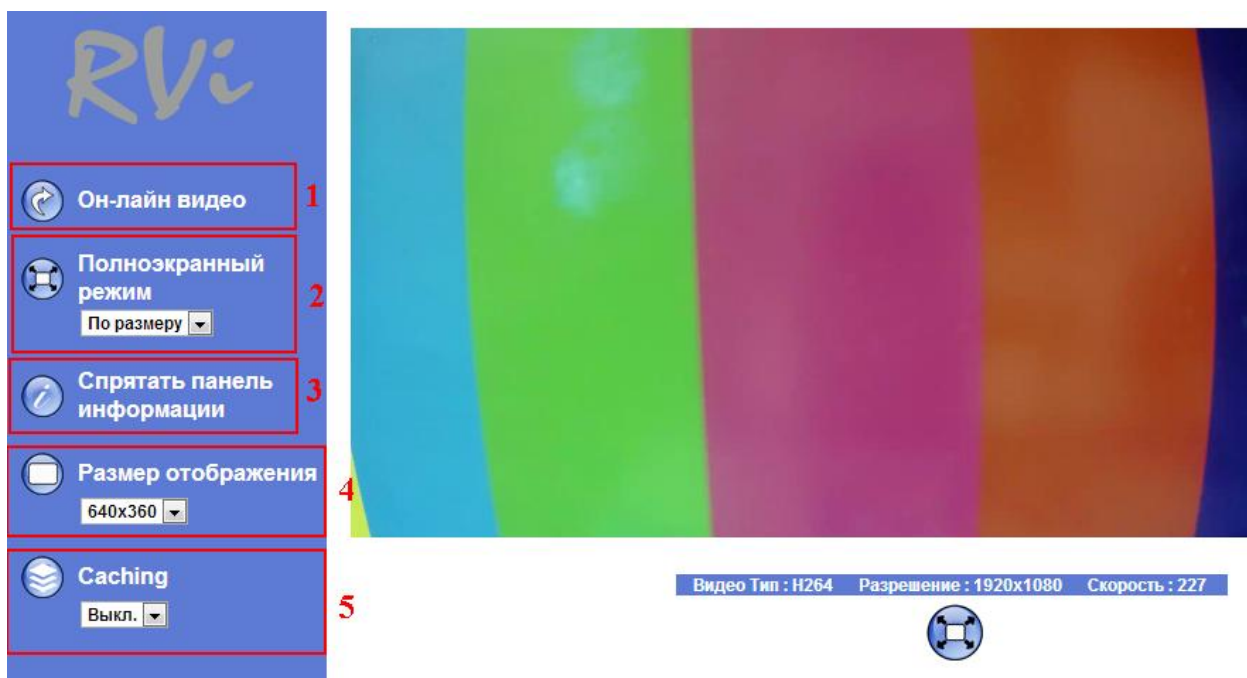 RVi
Он-лайн видео
1
Полноэкранный
режим
По размеру
2
Спрятать панель
информации
3
Размер отображения
640x360
4
Caching
Выкл.
5
Видео Тип : H264 Разрешение : 1920x1080 Скорость : 227